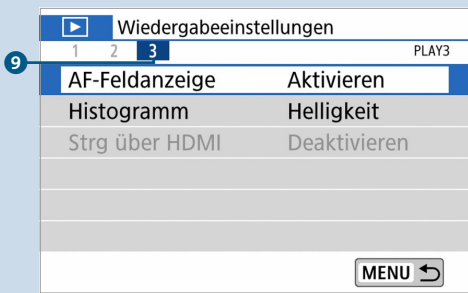 Wiedergabeeinstellungen
1 2 3 PLAY3
9
AF-Feldanzeige Aktivieren
Histogramm Helligkeit
Strg über HDMI Deaktivieren
MENU